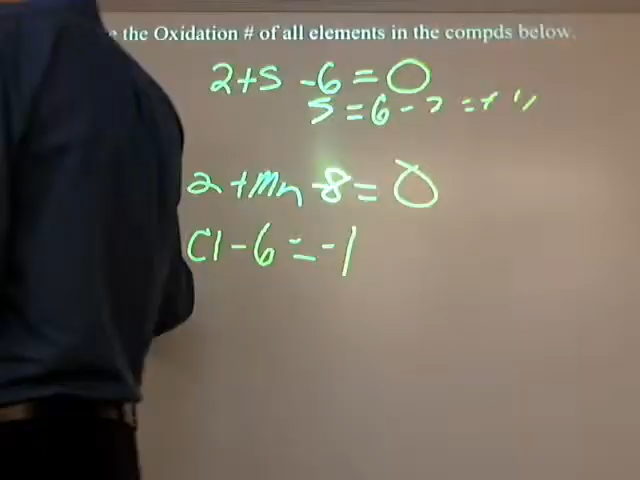 the Oxidation # of all elements in the compds below.
2+S -6 = 0
S = 6 -
2 + Mn -8 = 0
Cl - 6 = -1